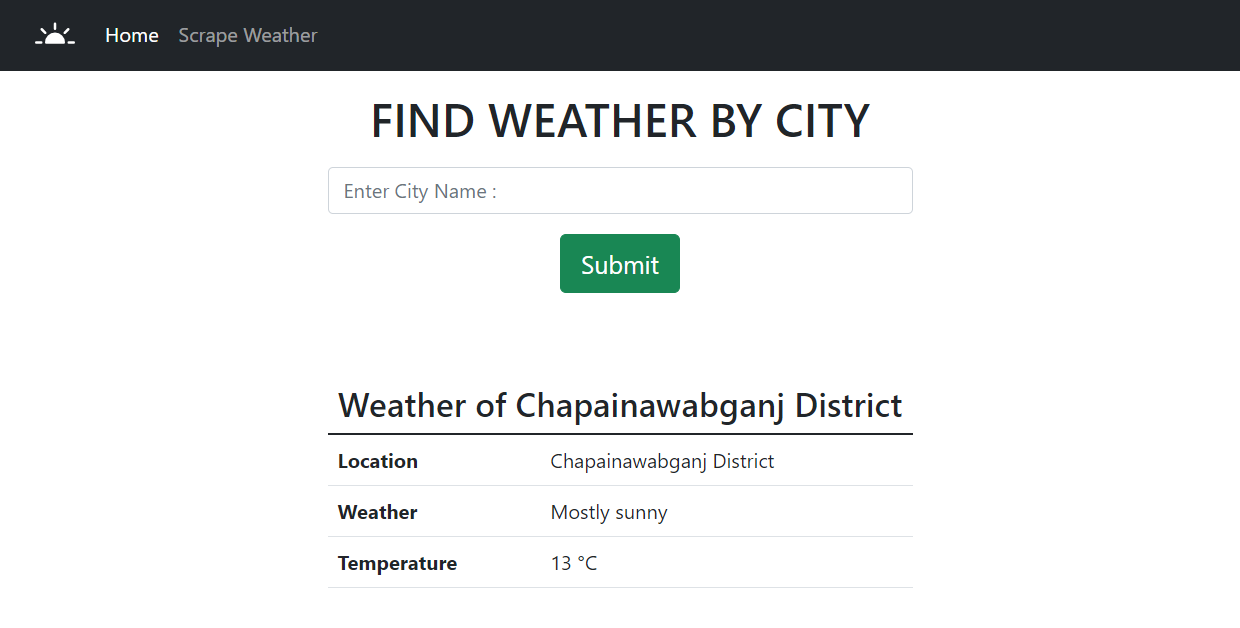 Home Scrape Weather
FIND WEATHER BY CITY
Enter City Name :
Submit
Weather of Chapainawabganj District
Location Chapainawabganj District
Weather Mostly sunny
Temperature 13 °C